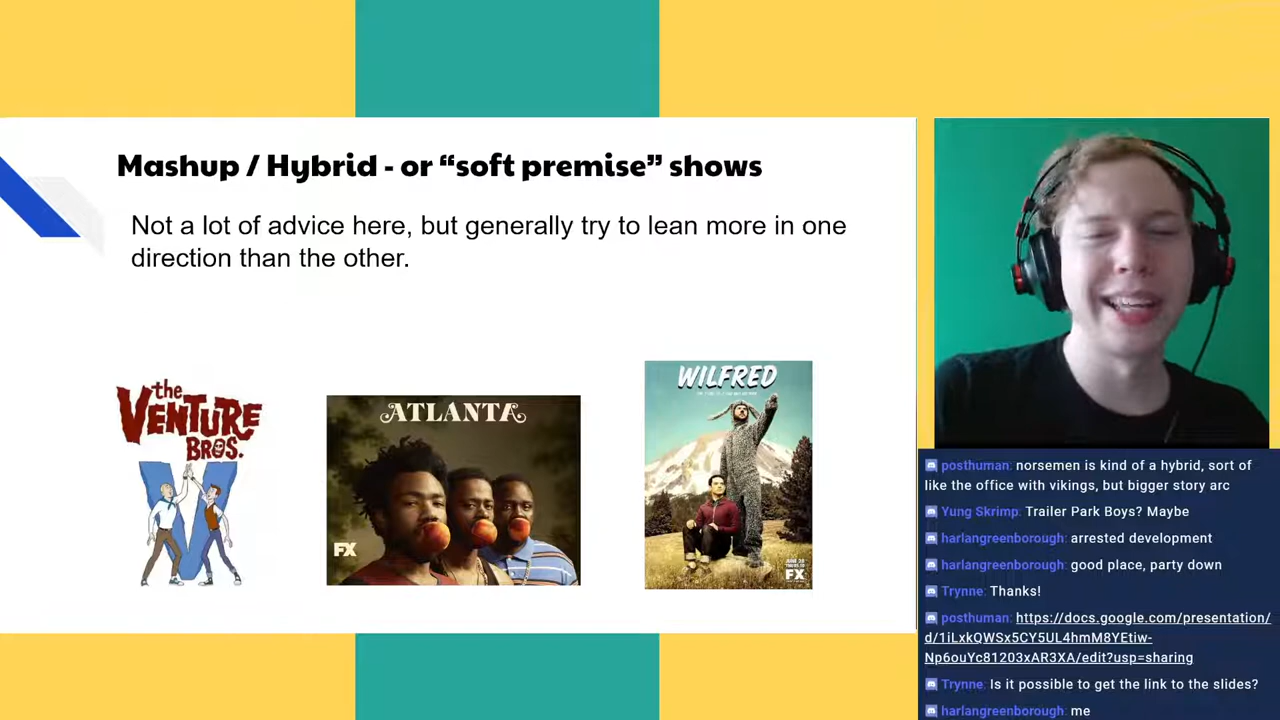 Mashup / Hybrid - or “soft premise” shows
Not a lot of advice here, but generally try to lean more in one
direction than the other.
the
VENTURE
BROS.
ATLANTA
FX
WILFRED
FX
posthuman: norsemen is kind of a hybrid, sort of
like the office with vikings, but bigger story arc
Yung Skrimp: Trailer Park Boys? Maybe
harlangreenborough: arrested development
harlangreenborough: good place, party down
Trynne: Thanks!
posthuman: https://docs.google.com/presentation/
d/1iLxkQWSx5CY5UL4hmM8YEtiw-
Np6ouYc81203xAR3XA/edit?usp=sharing
Trynne: Is it possible to get the link to the slides?
harlangreenborough: me